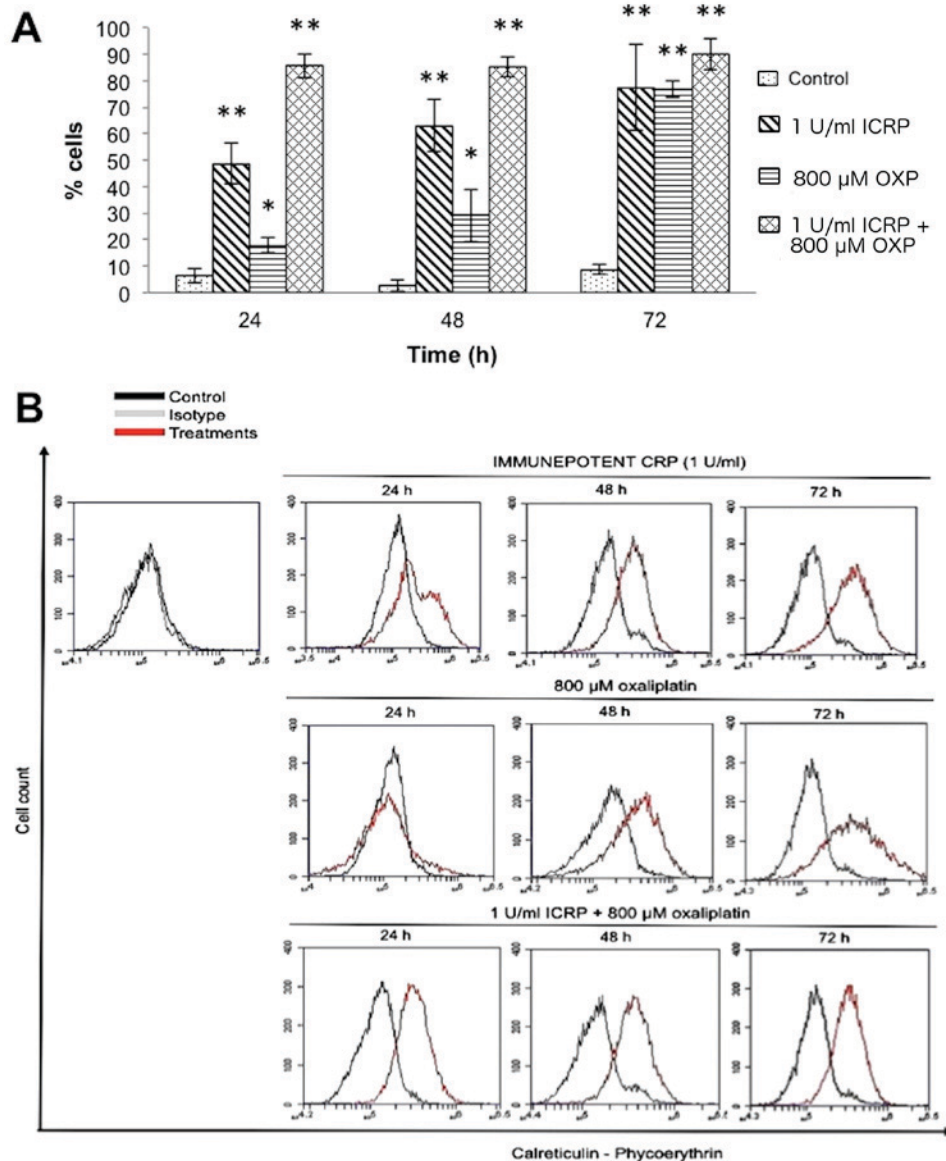 A
** ** **
** ** ** **
* *
100
90
80
70
60
50
40
30
20
10
0
% cells
24 48 72
Time (h)
Control
1 U/ml ICRP
800 µM OXP
1 U/ml ICRP +
800 µM OXP
B
Control
Isotype
Treatments
IMMUNEPOTENT CRP (1 U/ml)
24 h 48 h 72 h
800 µM oxaliplatin
24 h 48 h 72 h
1 U/ml ICRP + 800 µM oxaliplatin
24 h 48 h 72 h
Cell count
Calreticulin - Phycoerythrin